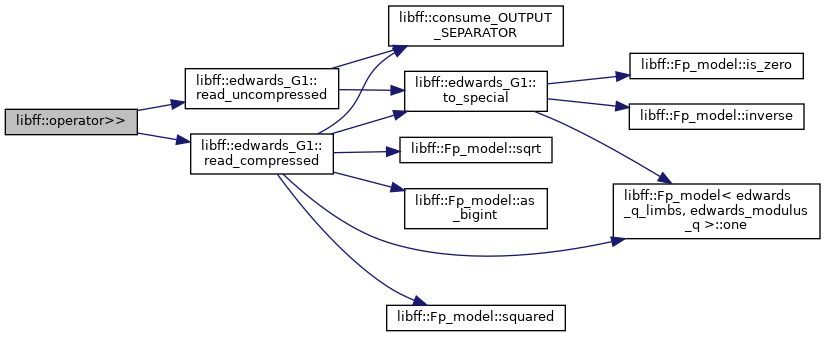 libff::operator>>
libff::edwards_G1::
read_uncompressed
libff::edwards_G1::
read_compressed
libff::consume_OUTPUT
_SEPARATOR
libff::edwards_G1::
to_special
libff::Fp_model::sqrt
libff::Fp_model::as
_bigint
libff::Fp_model::squared
libff::Fp_model::is_zero
libff::Fp_model::inverse
libff::Fp_model< edwards
_q_limbs, edwards_modulus
_q >::one